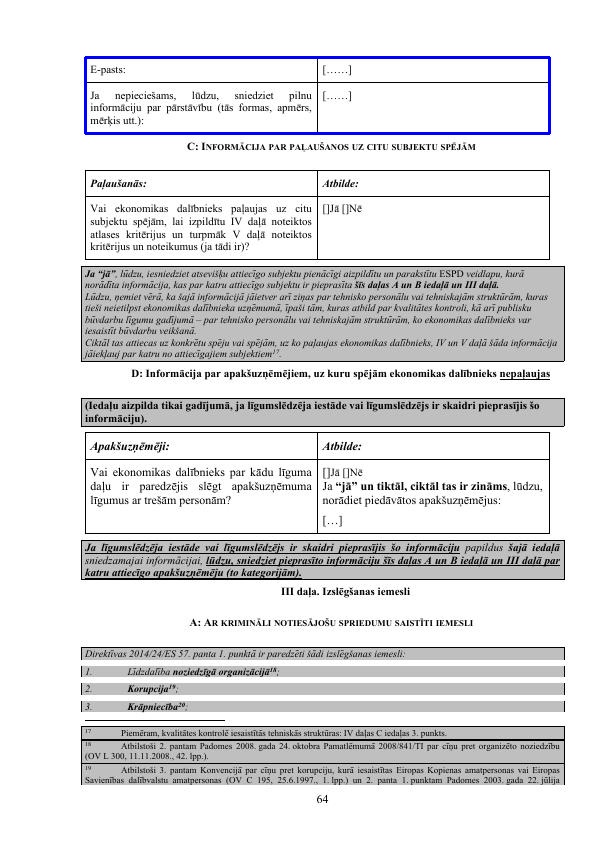 E-pasts: [……]
Ja nepieciešams, lūdzu, sniedziet pilnu [……]
informāciju par pārstāvību (tās formas, apmērs,
mērķis utt.):
C: INFORMĀCIJA PAR PAĻAUŠANOS UZ CITU SUBJEKTU SPĒJĀM
Paļaušanās: Atbilde:
Vai ekonomikas dalībnieks paļaujas uz citu []Jā []Nē
subjektu spējām, lai izpildītu IV daļā noteiktos
atlases kritērijus un turpmāk V daļā noteiktos
kritērijus un noteikumus (ja tādi ir)?
Ja “jā”, lūdzu, iesniedziet atsevišķu attiecīgo subjektu pienācīgi aizpildītu un parakstītu ESPD veidlapu, kurā
norādīta informācija, kas par katru attiecīgo subjektu ir pieprasīta šīs daļas A un B iedaļā un III daļā.
Lūdzu, ņemiet vērā, ka šajā informācijā jāietver arī ziņas par tehnisko personālu vai tehniskajām struktūrām, kuras
tieši neietilpst ekonomikas dalībnieka uzņēmumā, īpaši tām, kuras atbild par kvalitātes kontroli, kā arī publisku
būvdarbu līgumu gadījumā – par tehnisko personālu vai tehniskajām struktūrām, ko ekonomikas dalībnieks var
iesaistīt būvdarbu veikšanā.
Ciktāl tas attiecas uz konkrētu spēju vai spējām, uz ko paļaujas ekonomikas dalībnieks, IV un V daļā šāda informācija
jāiekļauj par katru no attiecīgajiem subjektiem17.
D: Informācija par apakšuzņēmējiem, uz kuru spējām ekonomikas dalībnieks nepaļaujas
(Iedaļu aizpilda tikai gadījumā, ja līgumslēdzēja iestāde vai līgumslēdzējs ir skaidri pieprasījis šo
informāciju).
Apakšuzņēmēji: Atbilde:
Vai ekonomikas dalībnieks par kādu līguma []Jā []Nē
daļu ir paredzējis slēgt apakšuzņēmuma Ja “jā” un tiktāl, ciktāl tas ir zināms, lūdzu,
līgumus ar trešām personām? norādiet piedāvātos apakšuzņēmējus:
[…]
Ja līgumslēdzēja iestāde vai līgumslēdzējs ir skaidri pieprasījis šo informāciju papildus šajā iedaļā
sniedzamajai informācijai, lūdzu, sniedziet pieprasīto informāciju šīs daļas A un B iedaļā un III daļā par
katru attiecīgo apakšuzņēmēju (to kategorijām).
III daļa. Izslēgšanas iemesli
A: AR KRIMINĀLI NOTIESĀJOŠU SPRIEDUMU SAISTĪTI IEMESLI
Direktīvas 2014/24/ES 57. panta 1. punktā ir paredzēti šādi izslēgšanas iemesli:
1. Līdzdalība noziedzīgā organizācijā18;
2. Korupcija19;
3. Krāpniecība20;
17 Piemēram, kvalitātes kontrolē iesaistītās tehniskās struktūras: IV daļas C iedaļas 3. punkts.
18 Atbilstoši 2. pantam Padomes 2008. gada 24. oktobra Pamatlēmumā 2008/841/TI par cīņu pret organizēto noziedzību
(OV L 300, 11.11.2008., 42. lpp.).
19 Atbilstoši 3. pantam Konvencijā par cīņu pret korupciju, kurā iesaistītas Eiropas Kopienas amatpersonas vai Eiropas
Savienības dalībvalstu amatpersonas (OV C 195, 25.6.1997., 1. lpp.) un 2. panta 1. punktam Padomes 2003. gada 22. jūlija
64